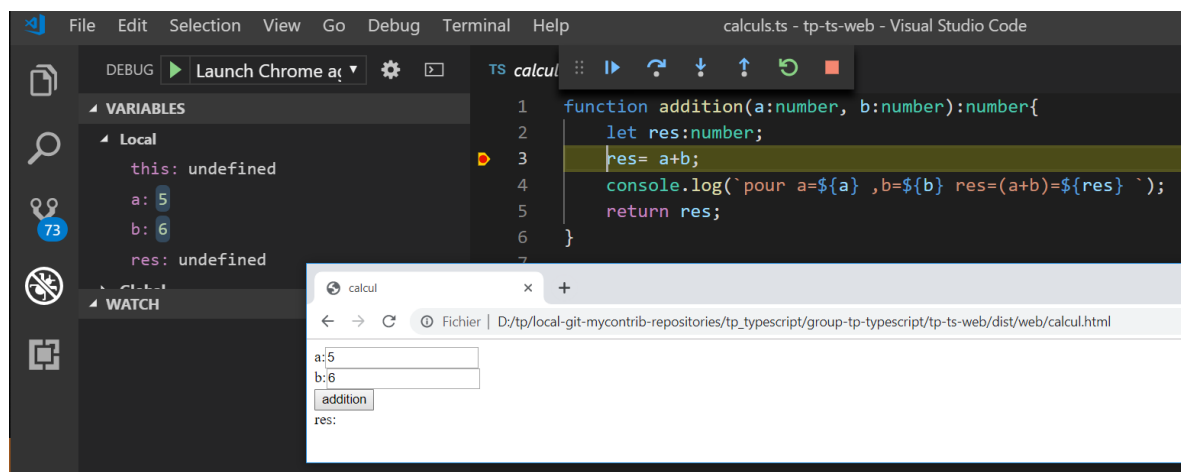 File Edit Selection View Go Debug Terminal Help calculs.ts - tp-ts-web - Visual Studio Code
DEBUG Launch Chrome aç
TS calcul
VARIABLES
Local
this: undefined
a: 5
b: 6
res: undefined
Global
WATCH
73
1 function addition(a:number, b:number):number{
2 let res:number;
3 res= a+b;
4 console.log(`pour a=${a} ,b=${b} res=(a+b)=${res} `);
5 return res;
6 }
7
calcul
Fichier | D:/tp/local-git-mycontrib-repositories/tp_typescript/group-tp-typescript/tp-ts-web/dist/web/calcul.html
a:5
b:6
addition
res: